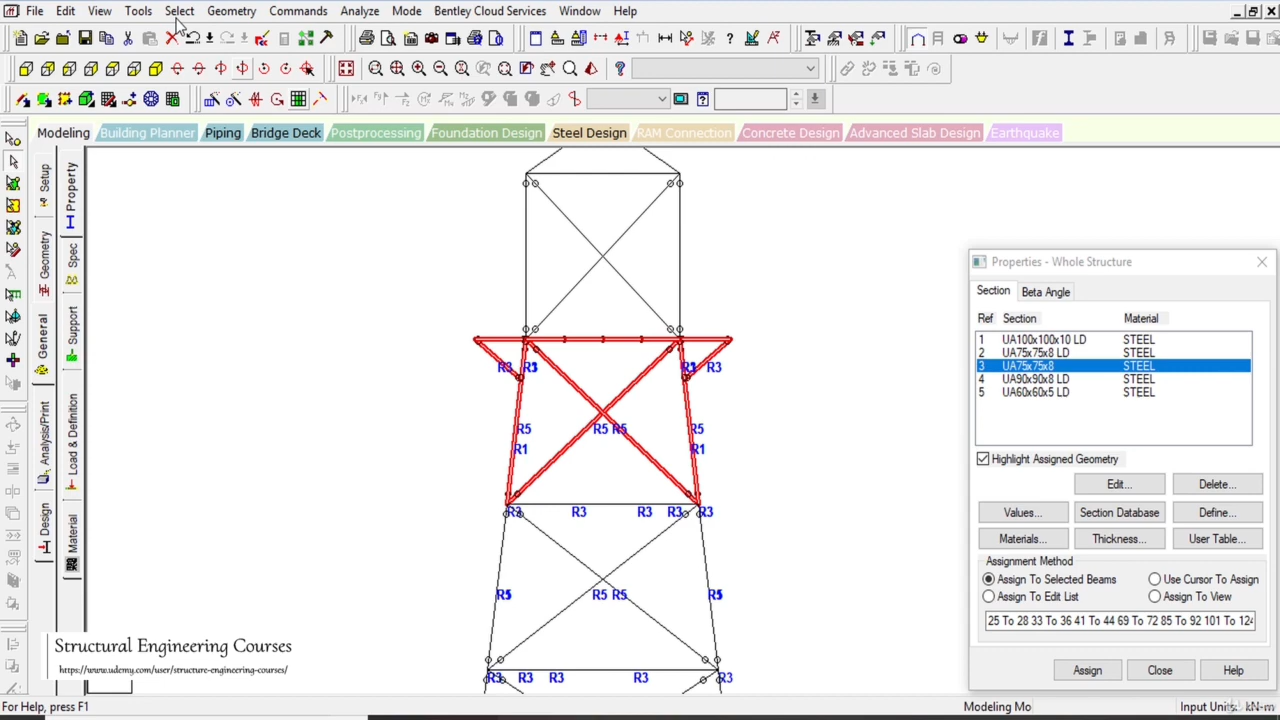 File Edit View Tools Select Geometry Commands Analyze Mode Bentley Cloud Services Window Help
Modeling Building Planner Piping Bridge Deck Postprocessing Foundation Design Steel Design RAM Connection Concrete Design Advanced Slab Design Earthquake
Setup
Geometry
General
Analysis/Print
Design
Property
Spec
Support
Load & Definition
Material
R3 R3
R5 R5 R5 R5
R1 R1
R3 R3 R3 R3 R3
R5 R5 R5 R5
R3 R3 R3 R3 R3
Properties - Whole Structure
Section Beta Angle
Ref Section Material
1 UA100x100x10 LD STEEL
2 UA75x75x8 LD STEEL
3 UA75x75x8 STEEL
4 UA90x90x8 LD STEEL
5 UA60x60x5 LD STEEL
Highlight Assigned Geometry
Edit... Delete...
Values... Section Database Define...
Materials... Thickness... User Table...
Assignment Method
Assign To Selected Beams Use Cursor To Assign
Assign To Edit List Assign To View
25 To 28 33 To 36 41 To 44 69 To 72 85 To 92 101 To 124
Assign Close Help
Structural Engineering Courses
https://www.udemy.com/user/structure-engineering-courses/
For Help, press F1 Modeling Mo Input Units: kN-m